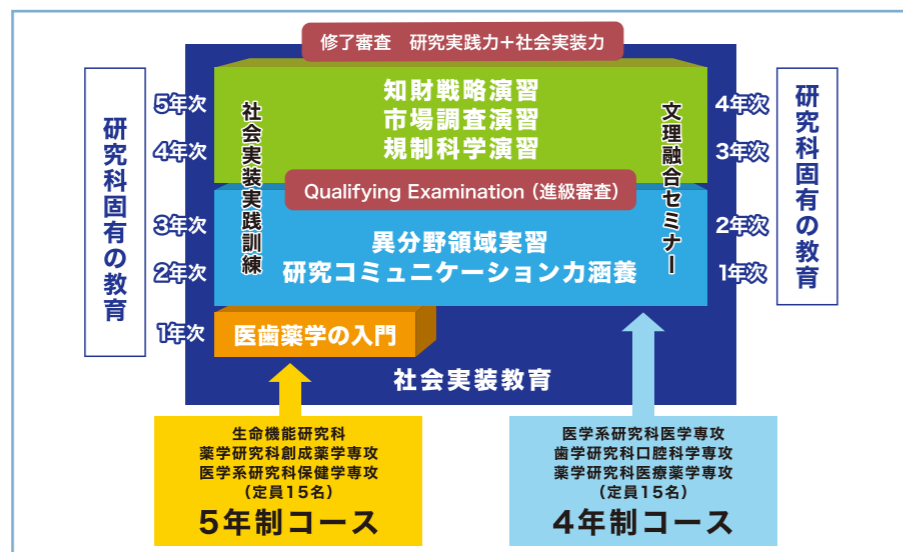 修了審査　研究実践力＋社会実装力
研究科固有の教育
5年次
4年次
3年次
2年次
1年次
社会実装実践訓練
知財戦略演習
市場調査演習
規制科学演習
Qualifying Examination（進級審査）
異分野領域実習
研究コミュニケーション力涵養
文理融合セミナー
4年次
3年次
2年次
1年次
研究科固有の教育
医歯薬学の入門
社会実装教育
生命機能研究科
薬学研究科創成薬学専攻
医学系研究科保健学専攻
（定員15名）
5年制コース
医学系研究科医学専攻
歯学研究科口腔科学専攻
薬学研究科医療薬学専攻
（定員15名）
4年制コース